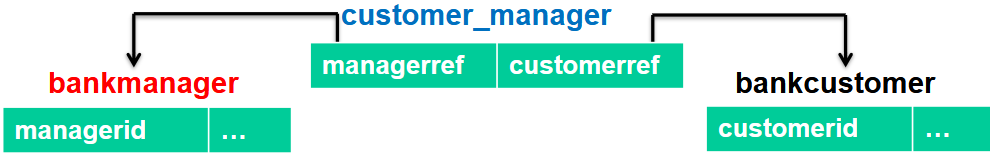 customer_manager
managerref customerref
bankmanager
managerid …
bankcustomer
customerid …